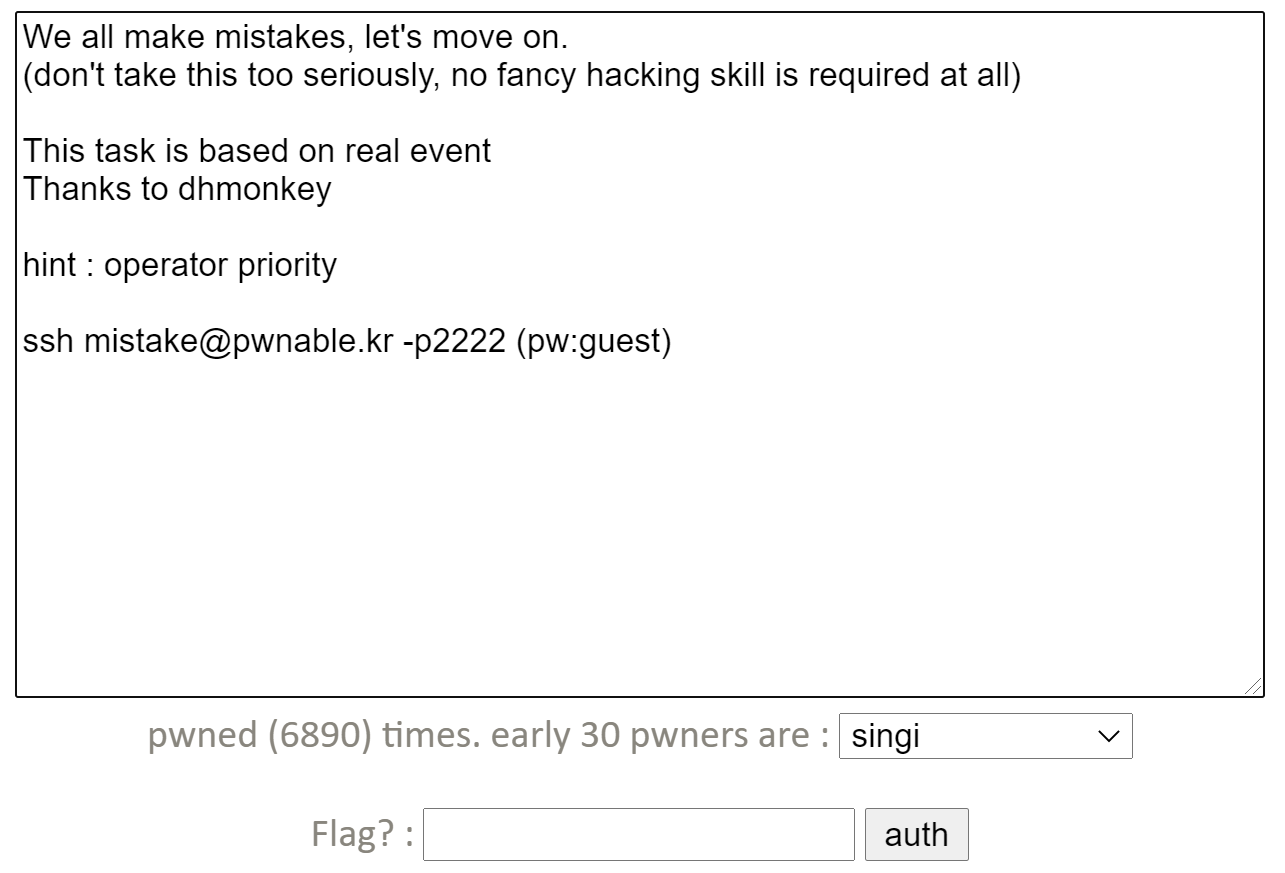 We all make mistakes, let's move on.
(don't take this too seriously, no fancy hacking skill is required at all)
This task is based on real event
Thanks to dhmonkey
hint : operator priority
ssh mistake@pwnable.kr -p2222 (pw:guest)
pwned (6890) times. early 30 pwners are : singi
Flag? : auth